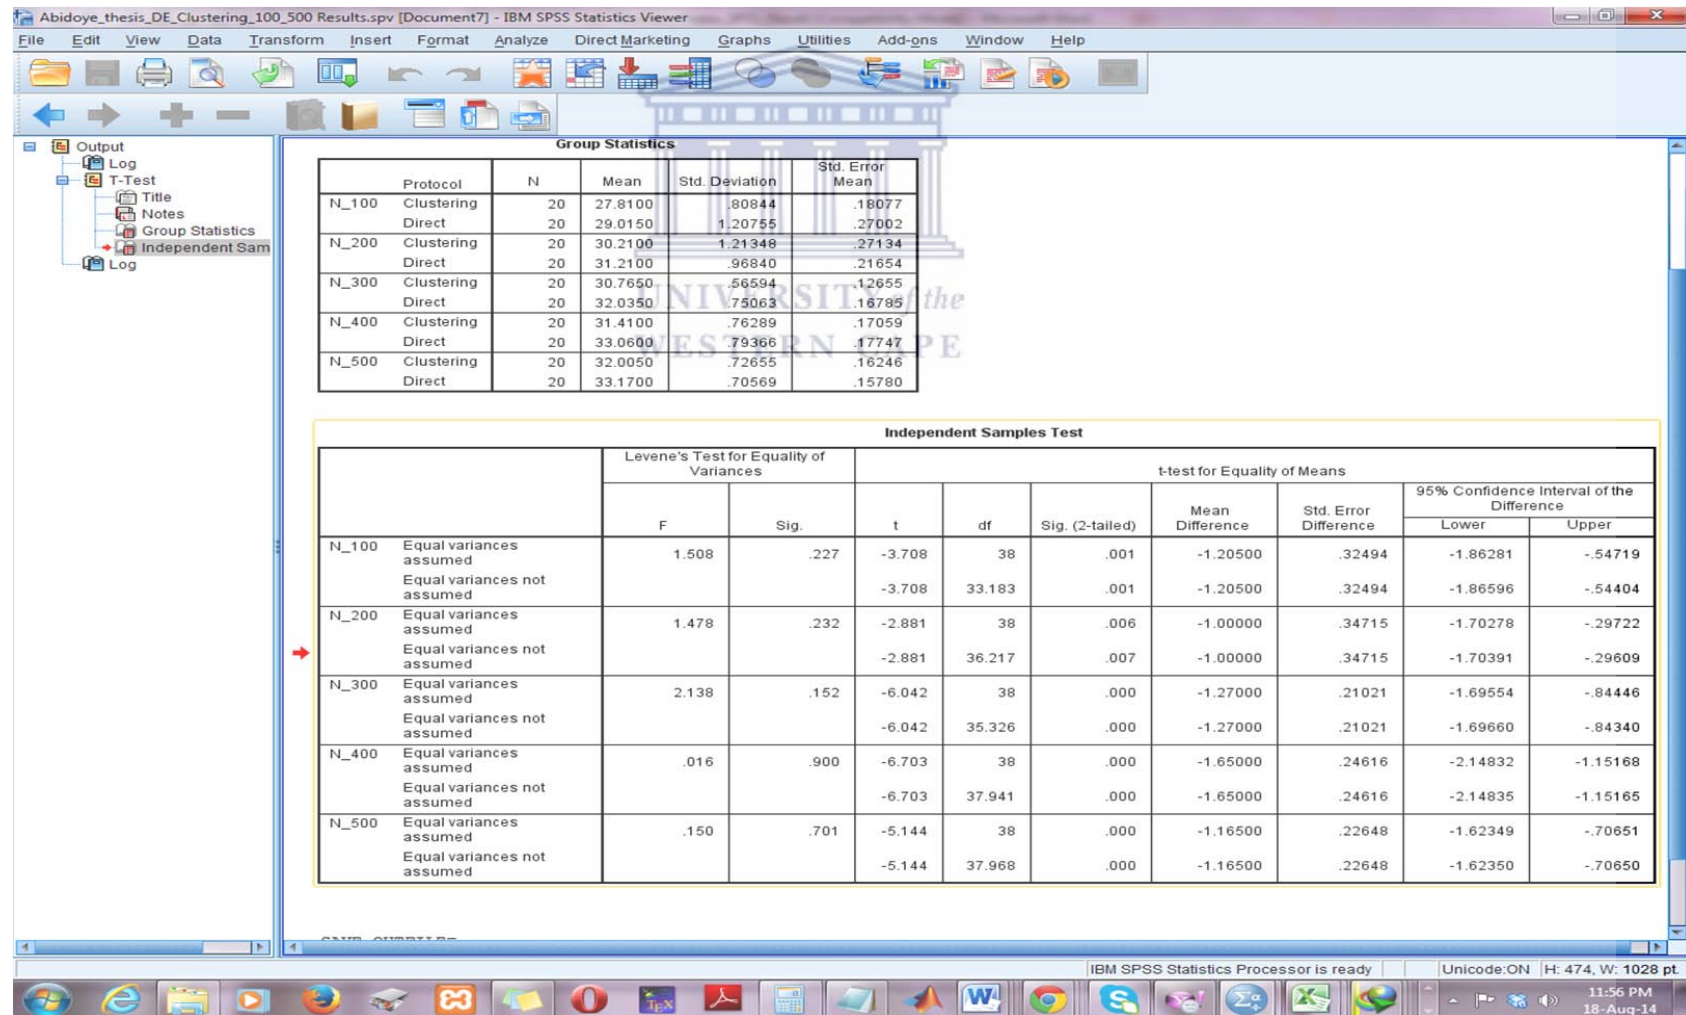 Abidoye_thesis_DE_Clustering_100_500 Results.spv [Document7] - IBM SPSS Statistics Viewer
File Edit View Data Transform Insert Format Analyze Direct Marketing Graphs Utilities Add-ons Window Help
Output
Log
T-Test
Title
Notes
Group Statistics
Independent Sam
Log
Group Statistics
Protocol N Mean Std. Deviation Std. Error Mean
N_100 Clustering 20 27.8100 .80844 .18077
Direct 20 29.0150 1.20755 .27002
N_200 Clustering 20 30.2100 1.21348 .27134
Direct 20 31.2100 .96840 .21654
N_300 Clustering 20 30.7650 .56594 .12655
Direct 20 32.0350 .75063 .16785
N_400 Clustering 20 31.4100 .76289 .17059
Direct 20 33.0600 .79366 .17747
N_500 Clustering 20 32.0050 .72655 .16246
Direct 20 33.1700 .70569 .15780
UNIVERSITY of the
WESTERN CAPE
Independent Samples Test
Levene's Test for Equality of Variances t-test for Equality of Means
95% Confidence Interval of the Difference
F Sig. t df Sig. (2-tailed) Mean Difference Std. Error Difference Lower Upper
N_100 Equal variances assumed 1.508 .227 -3.708 38 .001 -1.20500 .32494 -1.86281 -.54719
Equal variances not assumed -3.708 33.183 .001 -1.20500 .32494 -1.86596 -.54404
N_200 Equal variances assumed 1.478 .232 -2.881 38 .006 -1.00000 .34715 -1.70278 -.29722
Equal variances not assumed -2.881 36.217 .007 -1.00000 .34715 -1.70391 -.29609
N_300 Equal variances assumed 2.138 .152 -6.042 38 .000 -1.27000 .21021 -1.69554 -.84446
Equal variances not assumed -6.042 35.326 .000 -1.27000 .21021 -1.69660 -.84340
N_400 Equal variances assumed .016 .900 -6.703 38 .000 -1.65000 .24616 -2.14832 -1.15168
Equal variances not assumed -6.703 37.941 .000 -1.65000 .24616 -2.14835 -1.15165
N_500 Equal variances assumed .150 .701 -5.144 38 .000 -1.16500 .22648 -1.62349 -.70651
Equal variances not assumed -5.144 37.968 .000 -1.16500 .22648 -1.62350 -.70650
IBM SPSS Statistics Processor is ready Unicode:ON H: 474, W: 1028 pt.
11:56 PM
18-Aug-14